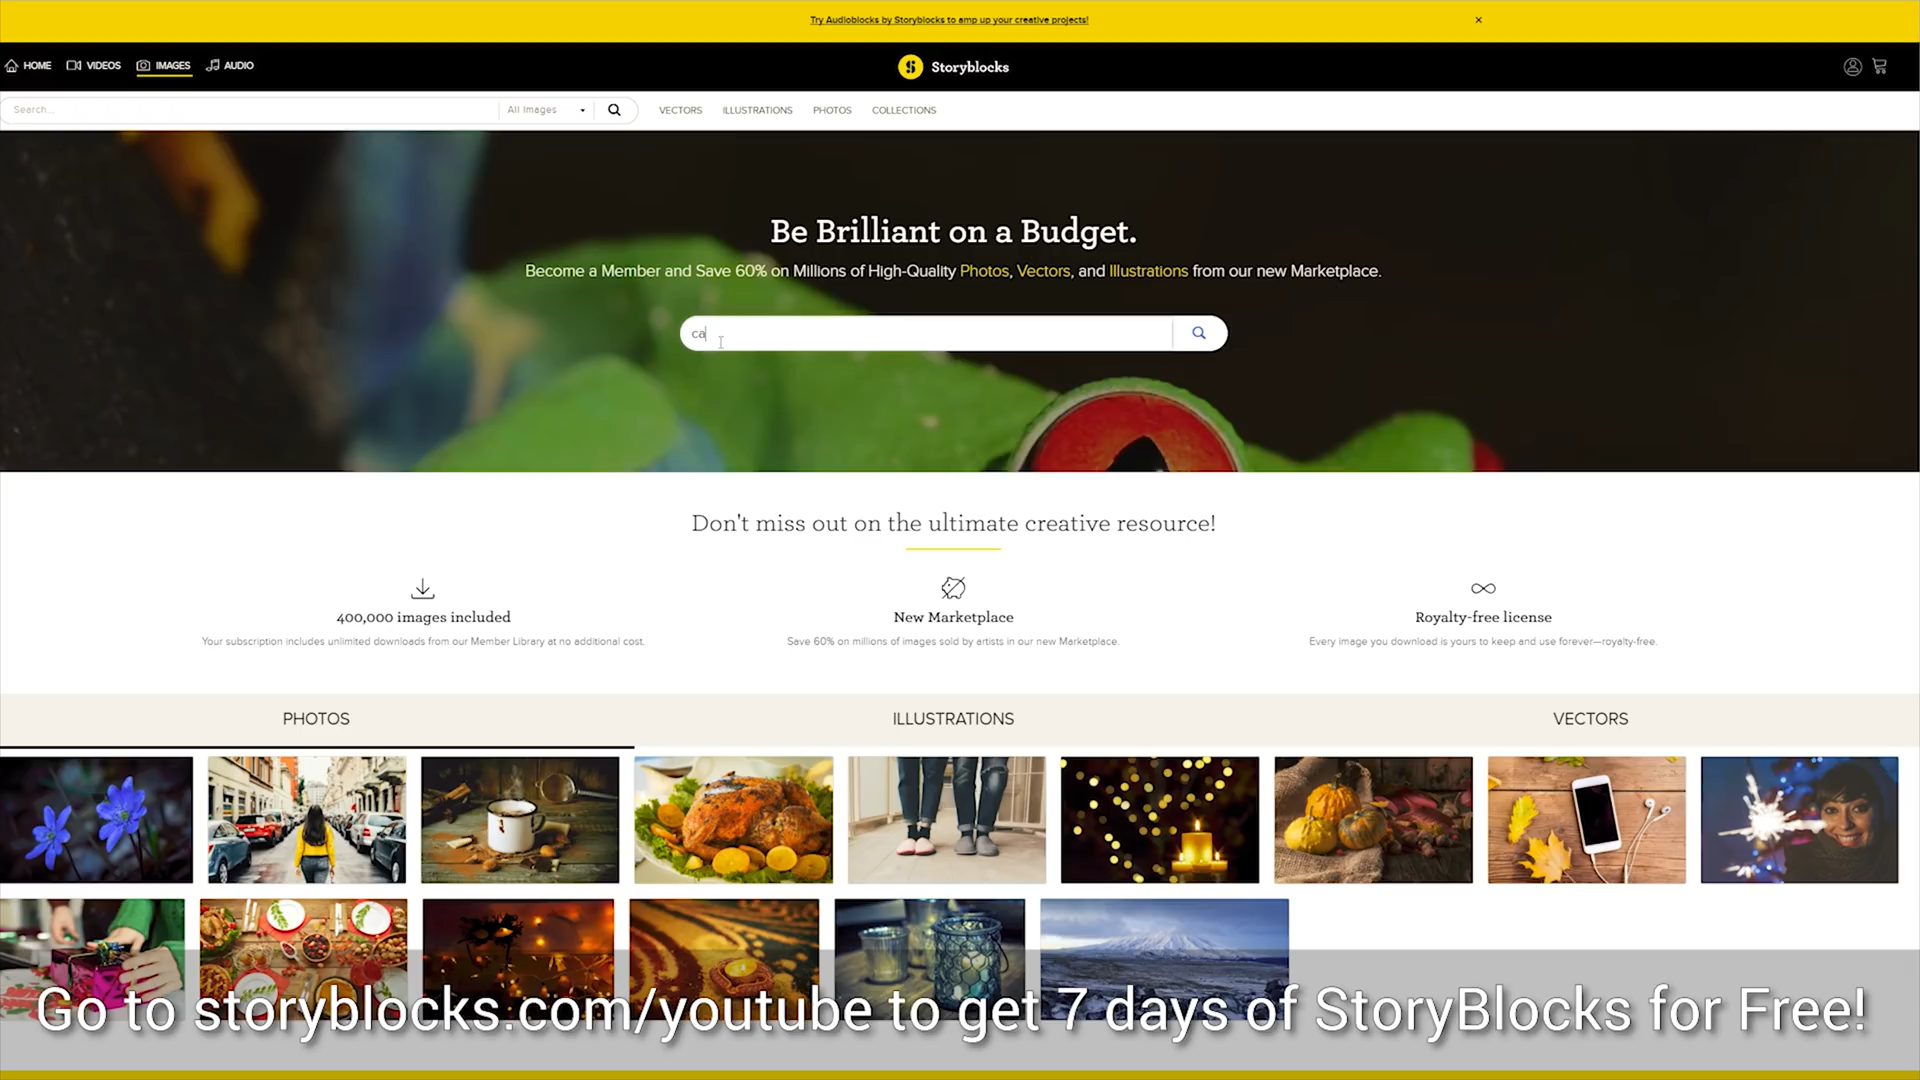 Try Audioblocks by Storyblocks to amp up your creative projects!
×
HOME VIDEOS IMAGES AUDIO
Storyblocks
Search... All Images VECTORS ILLUSTRATIONS PHOTOS COLLECTIONS
Be Brilliant on a Budget.
Become a Member and Save 60% on Millions of High-Quality Photos, Vectors, and Illustrations from our new Marketplace.
ca
Don't miss out on the ultimate creative resource!
400,000 images included
Your subscription includes unlimited downloads from our Member Library at no additional cost.
New Marketplace
Save 60% on millions of images sold by artists in our new Marketplace.
Royalty-free license
Every image you download is yours to keep and use forever—royalty-free.
PHOTOS ILLUSTRATIONS VECTORS
Go to storyblocks.com/youtube to get 7 days of StoryBlocks for Free!